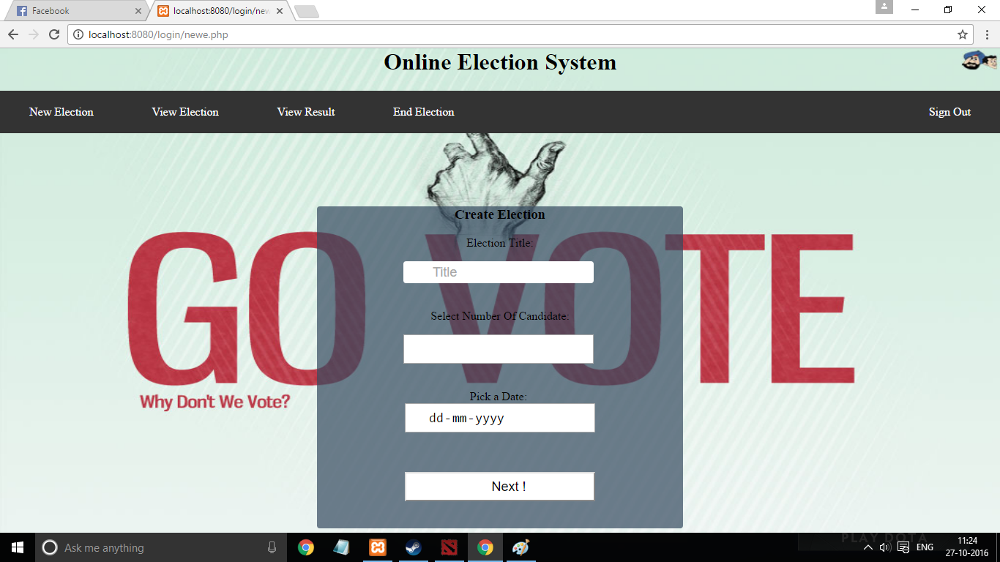 Facebook
localhost:8080/login/new
localhost:8080/login/newe.php
Online Election System
New Election
View Election
View Result
End Election
Sign Out
Create Election
Election Title:
Title
Select Number Of Candidate:
Pick a Date:
dd-mm-yyyy
Next !
GO VOTE
Why Don't We Vote?
PLAY DOTA
Ask me anything
ENG
11:24
27-10-2016